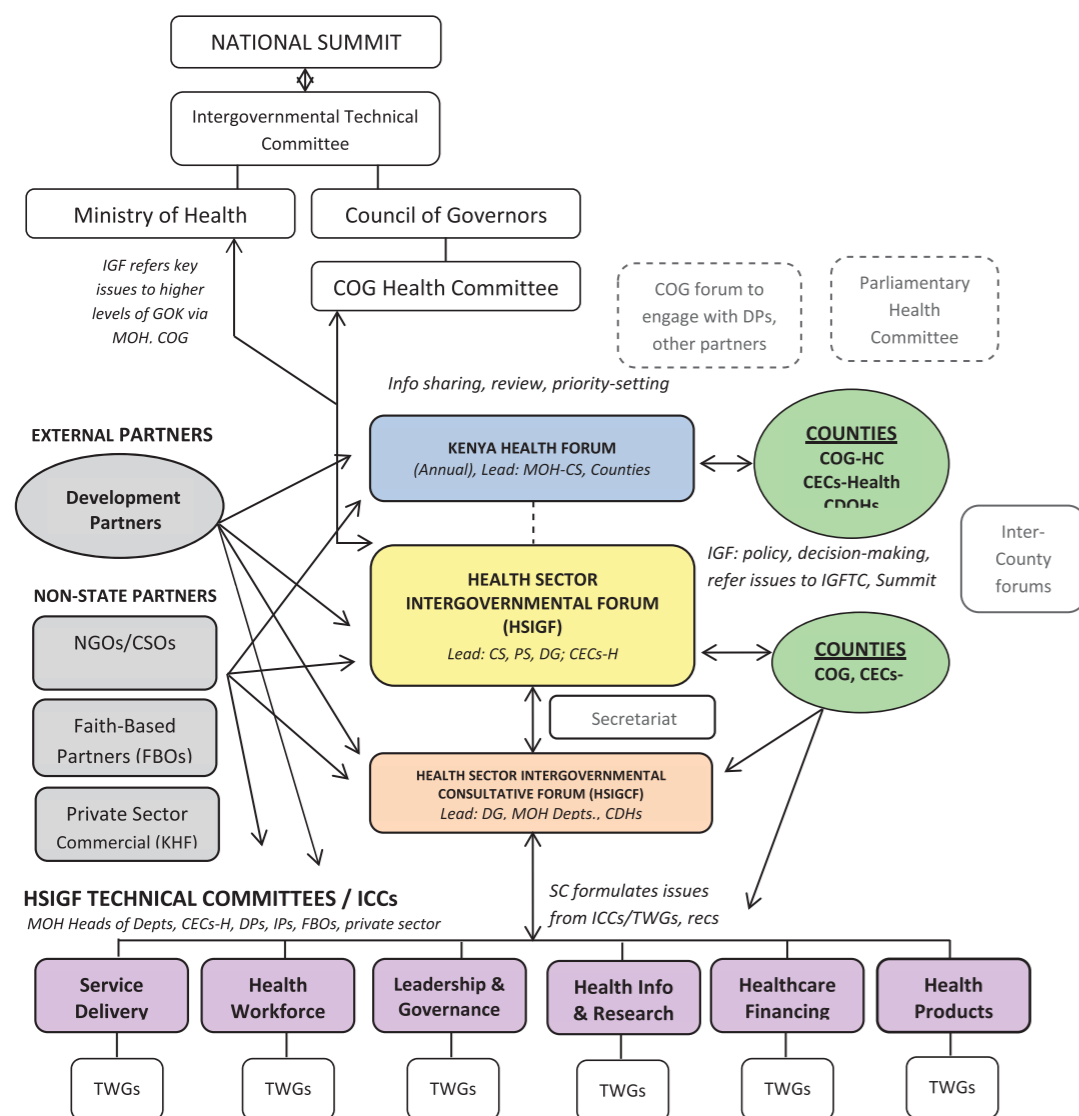 NATIONAL SUMMIT
Intergovernmental Technical
Committee
Ministry of Health
Council of Governors
IGF refers key
issues to higher
levels of GOK via
MOH. COG
COG Health Committee
COG forum to
engage with DPs,
other partners
Parliamentary
Health
Committee
Info sharing, review, priority-setting
EXTERNAL PARTNERS
Development
Partners
KENYA HEALTH FORUM
(Annual), Lead: MOH-CS, Counties
COUNTIES
COG-HC
CECs-Health
CDOHs
Inter-
County
forums
IGF: policy, decision-making,
refer issues to IGFTC, Summit
NON-STATE PARTNERS
NGOs/CSOs
Faith-Based
Partners (FBOs)
Private Sector
Commercial (KHF)
HEALTH SECTOR
INTERGOVERNMENTAL FORUM
(HSIGF)
Lead: CS, PS, DG; CECs-H
COUNTIES
COG, CECs-
Secretariat
HEALTH SECTOR INTERGOVERNMENTAL
CONSULTATIVE FORUM (HSIGCF)
Lead: DG, MOH Depts., CDHs
HSIGF TECHNICAL COMMITTEES / ICCs
MOH Heads of Depts, CECs-H, DPs, IPs, FBOs, private sector
SC formulates issues
from ICCs/TWGs, recs
Service
Delivery
Health
Workforce
Leadership &
Governance
Health Info
& Research
Healthcare
Financing
Health
Products
TWGs
TWGs
TWGs
TWGs
TWGs
TWGs